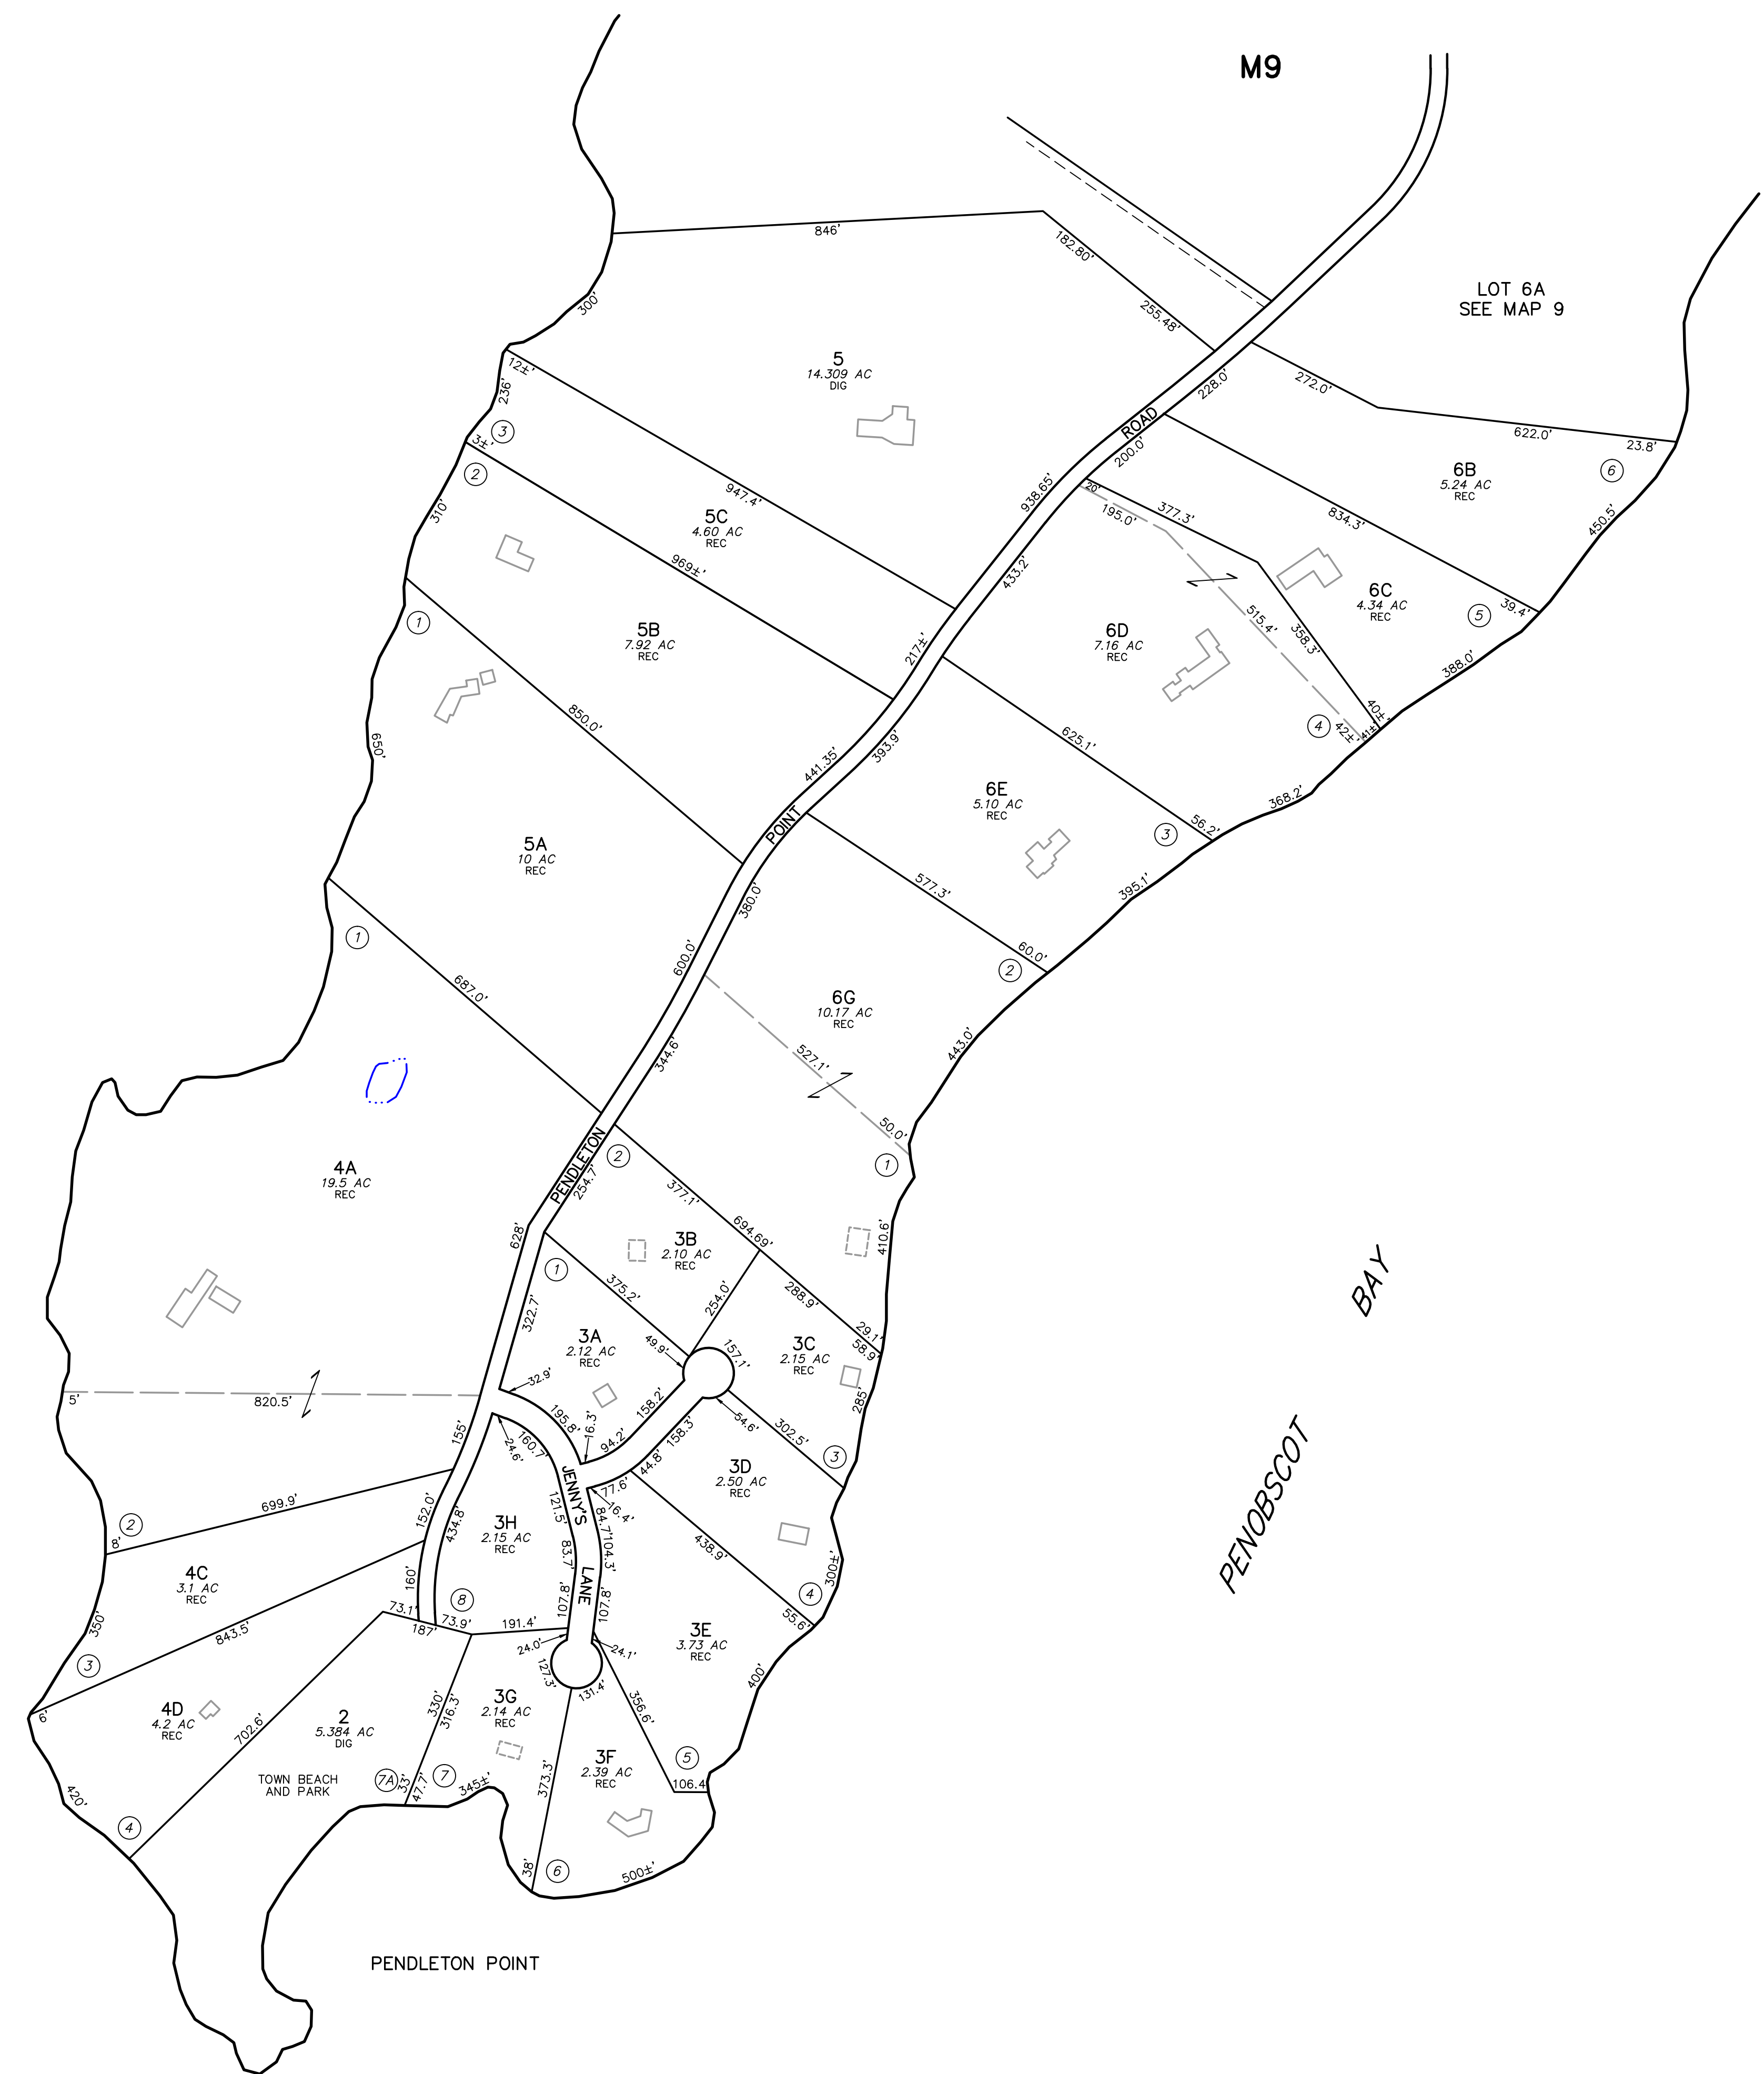 M9
LOT 6A
SEE MAP 9
846'
182.80'
255.48'
300'
5
14.309 AC
DIG
272.0'
228.0'
622.0'
23.8'
ROAD
200.0'
12±'
236'
3
3±'
2
310'
947.4'
5C
4.60 AC
REC
938.65'
20'
195.0'
377.3'
834.3'
6B
5.24 AC
REC
6
450.5'
969±'
433.2'
515.4'
358.3'
6C
4.34 AC
REC
5
39.4'
388.0'
1
5B
7.92 AC
REC
217±'
6D
7.16 AC
REC
4
42±'
41±'
40±'
650'
850.0'
441.35'
393.9'
625.1'
368.2'
5A
10 AC
REC
POINT
6E
5.10 AC
REC
3
56.2'
380.0'
577.3'
395.1'
1
687.0'
600.0'
60.0'
2
6G
10.17 AC
REC
344.6'
527.1'
443.0'
50.0'
1
4A
19.5 AC
REC
PENDLETON
254.7'
2
377.1'
694.69'
410.6'
628'
3B
2.10 AC
REC
1
375.2'
254.0'
288.9'
29.1'
58.9'
322.7'
3A
2.12 AC
REC
49.9'
157.1'
3C
2.15 AC
REC
285'
BAY
PENOBSCOT
5'
820.5'
32.9'
195.8'
16.3'
158.2'
94.2'
54.6'
302.5'
3
155'
24.6'
160.7'
158.3'
44.8'
77.6'
16.4'
3D
2.50 AC
REC
JENNY'S
LANE
121.5'
84.7'
83.7'
104.3'
107.8'
107.8'
438.9'
300±'
4
55.6'
699.9'
2
8'
152.0'
434.8'
3H
2.15 AC
REC
4C
3.1 AC
REC
160'
8
350'
843.5'
73.1'
187'
73.9'
191.4'
24.0'
24.1'
127.3'
131.4'
3E
3.73 AC
REC
400'
3
6'
4D
4.2 AC
REC
702.6'
2
5.384 AC
DIG
330'
316.3'
3G
2.14 AC
REC
356.6'
5
106.4'
3F
2.39 AC
REC
TOWN BEACH
AND PARK
7A
33'
47.7'
7
345±'
373.3'
420'
4
38'
6
500±'
PENDLETON POINT